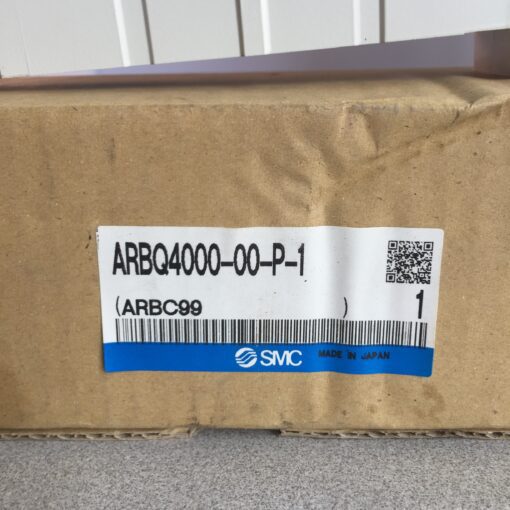 ARBQ4000-00-P-1
(ARBC99 )
1
SMC MADE IN JAPAN